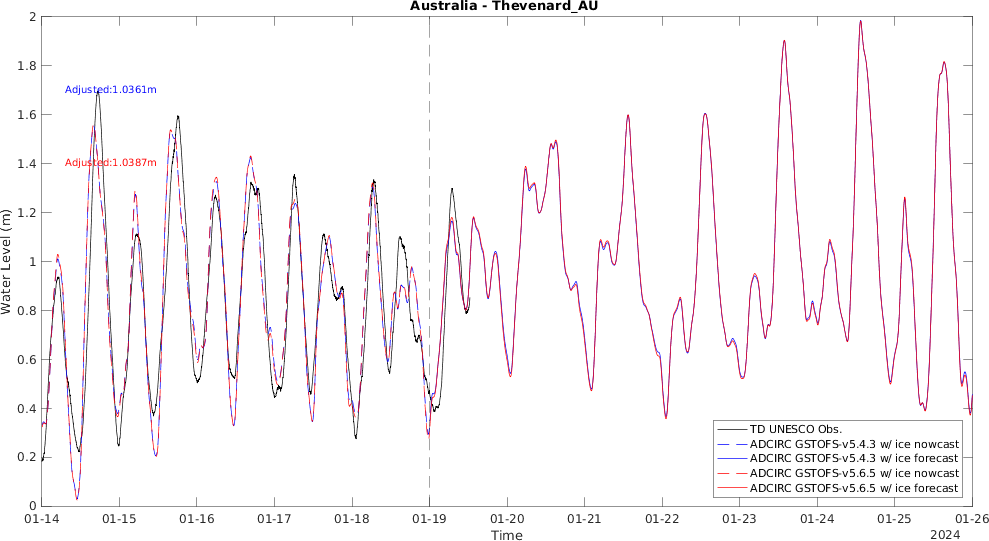 Australia - Thevenard_AU
Water Level (m)
2
1.8
1.6
1.4
1.2
1
0.8
0.6
0.4
0.2
0
Adjusted:1.0361m
Adjusted:1.0387m
TD UNESCO Obs.
ADCIRC GSTOFS-v5.4.3 w/ ice nowcast
ADCIRC GSTOFS-v5.4.3 w/ ice forecast
ADCIRC GSTOFS-v5.6.5 w/ ice nowcast
ADCIRC GSTOFS-v5.6.5 w/ ice forecast
01-14 01-15 01-16 01-17 01-18 01-19 01-20 01-21 01-22 01-23 01-24 01-25 01-26
Time
2024